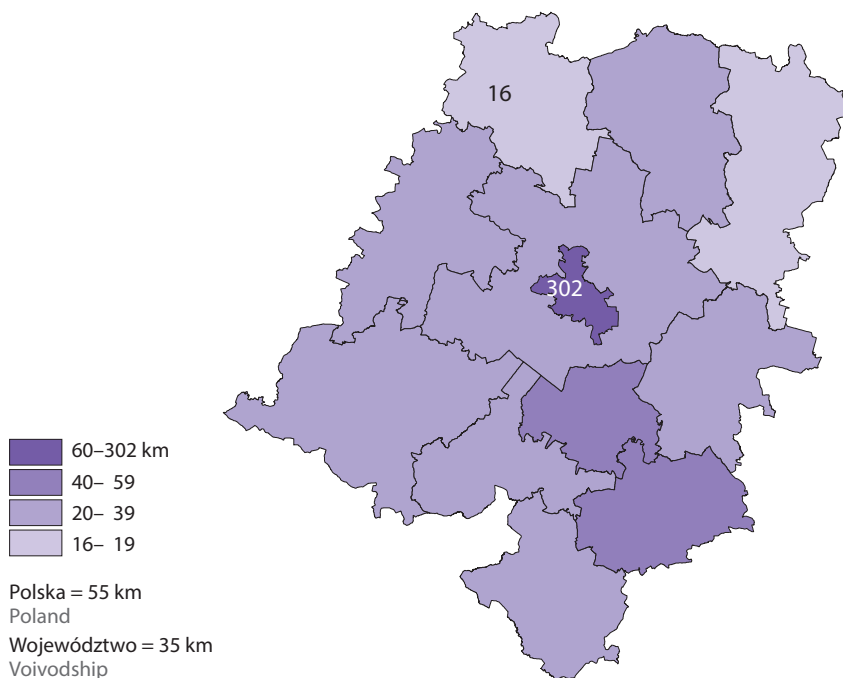 16
302
60–302 km
40– 59
20– 39
16– 19
Polska = 55 km
Poland
Województwo = 35 km
Voivodship